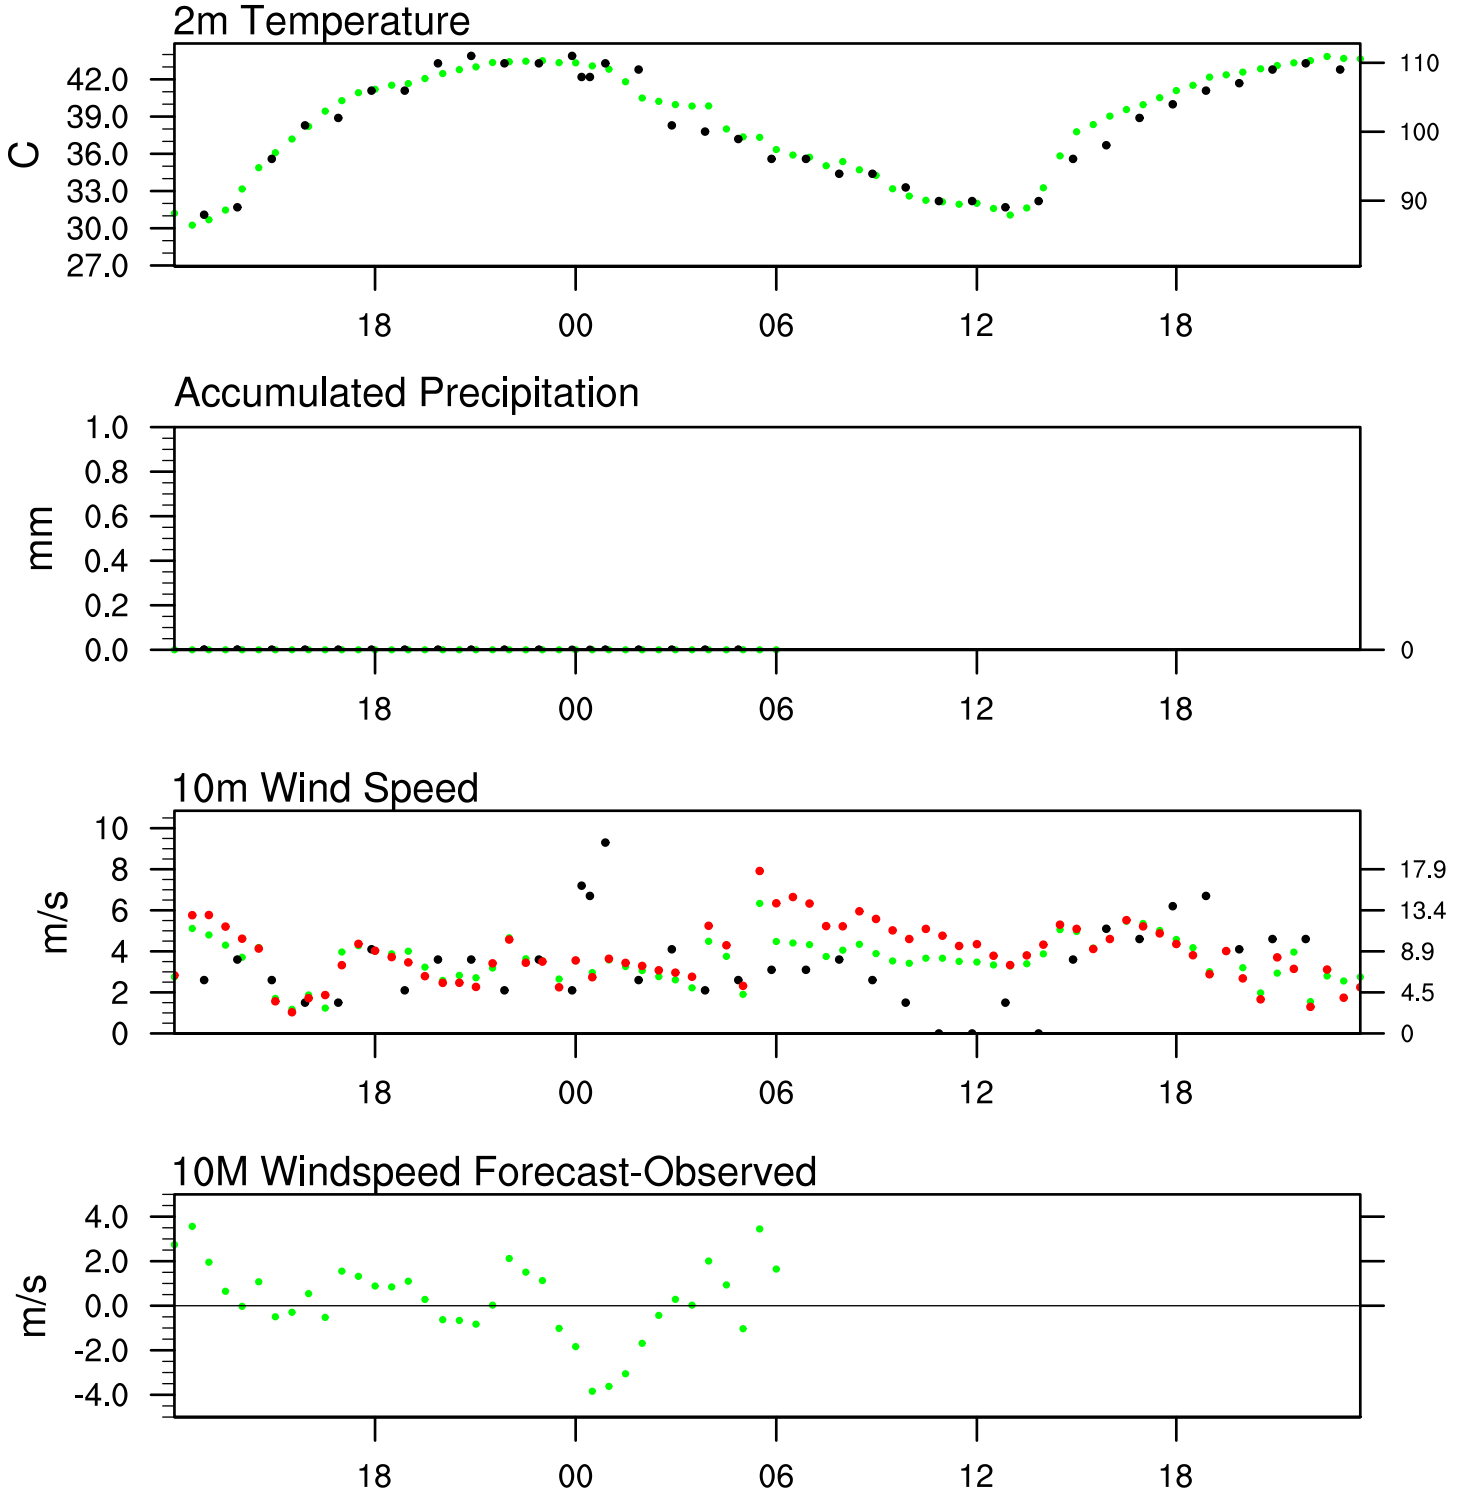 2m Temperature
42.0
39.0
36.0
33.0
30.0
27.0
C
110
100
90
18 00 06 12 18
Accumulated Precipitation
1.0
0.8
0.6
0.4
0.2
0.0
mm
0
18 00 06 12 18
10m Wind Speed
10
8
6
4
2
0
m/s
17.9
13.4
8.9
4.5
0
18 00 06 12 18
10M Windspeed Forecast-Observed
4.0
2.0
0.0
-2.0
-4.0
m/s
18 00 06 12 18